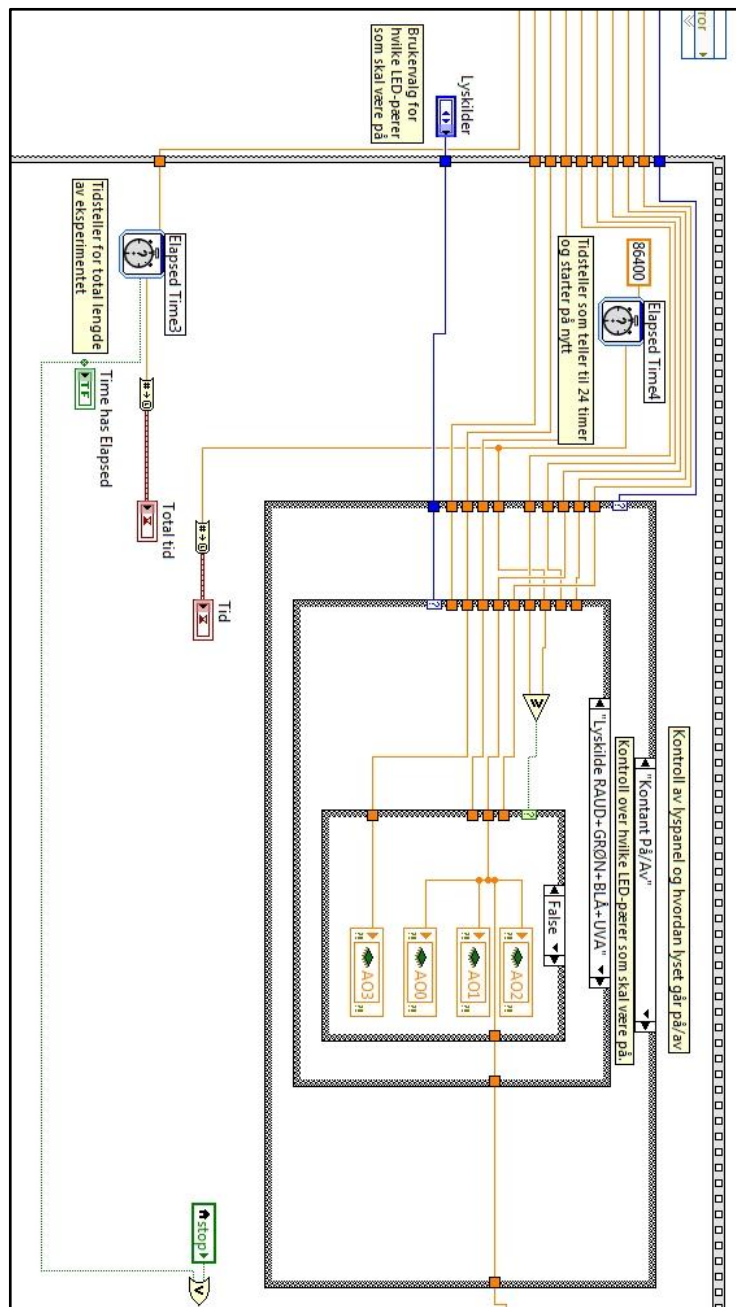 ror
Kontroll av lyspanel og hvordan lyset går på/av
"Kontant På/Av"
Kontroll over hvilke LED-pærer som skal være på.
86400
Elapsed Time4
"Lyskilde RAUD+GRØN+BLÅ+UVA"
Tidsteller som teller til 24 timer
og starter på nytt
False
AO2
AO1
AO0
AO3
Lyskilder
Brukervalg for
hvilke LED-pærer
som skal være på
Tid
Elapsed Time3
Total tid
Tidsteller for total lengde
av eksperimentet
Time has Elapsed
TF
stop